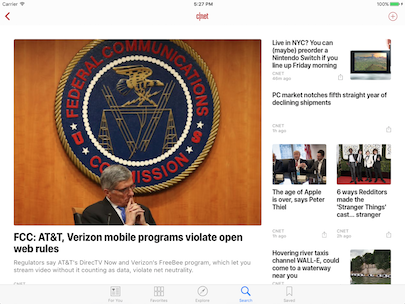 Carrier
5:27 PM
100%
c|net
FEDERAL COMMUNICATIONS
COMMISSION
FCC: AT&T, Verizon mobile programs violate open
web rules
Regulators say AT&T's DirecTV Now and Verizon's FreeBee program, which let you
stream video without it counting as data, violate net neutrality.
CNET
Live in NYC? You can
(maybe) preorder a
Nintendo Switch if you
line up Friday morning
CNET
PC market notches fifth straight year of
declining shipments
CNET
1h ago
The age of Apple
is over, says Peter
Thiel
CNET
1h ago
6 ways Redditors
made the
'Stranger Things'
cast... stranger
CNET
Hovering river taxis
channel WALL-E, could
come to a waterway
near you
For You
Favorites
Explore
Search
Saved